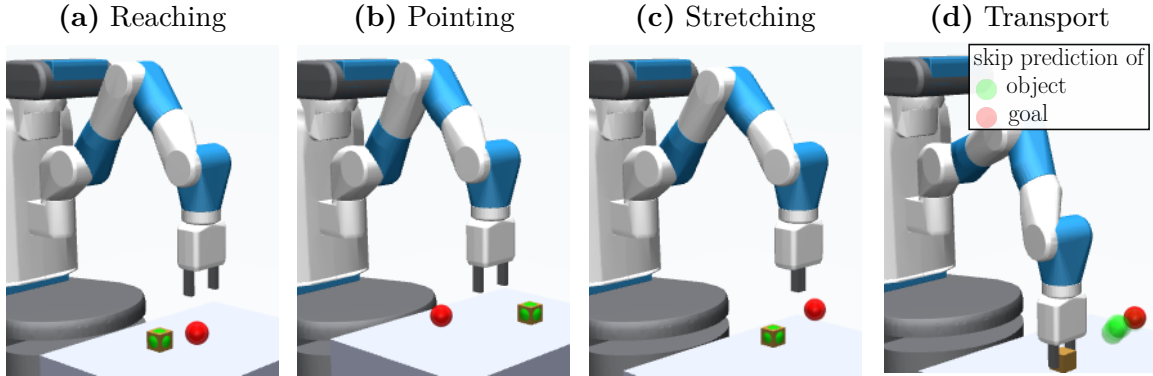 (a) Reaching
(b) Pointing
(c) Stretching
(d) Transport
skip prediction of
object
goal